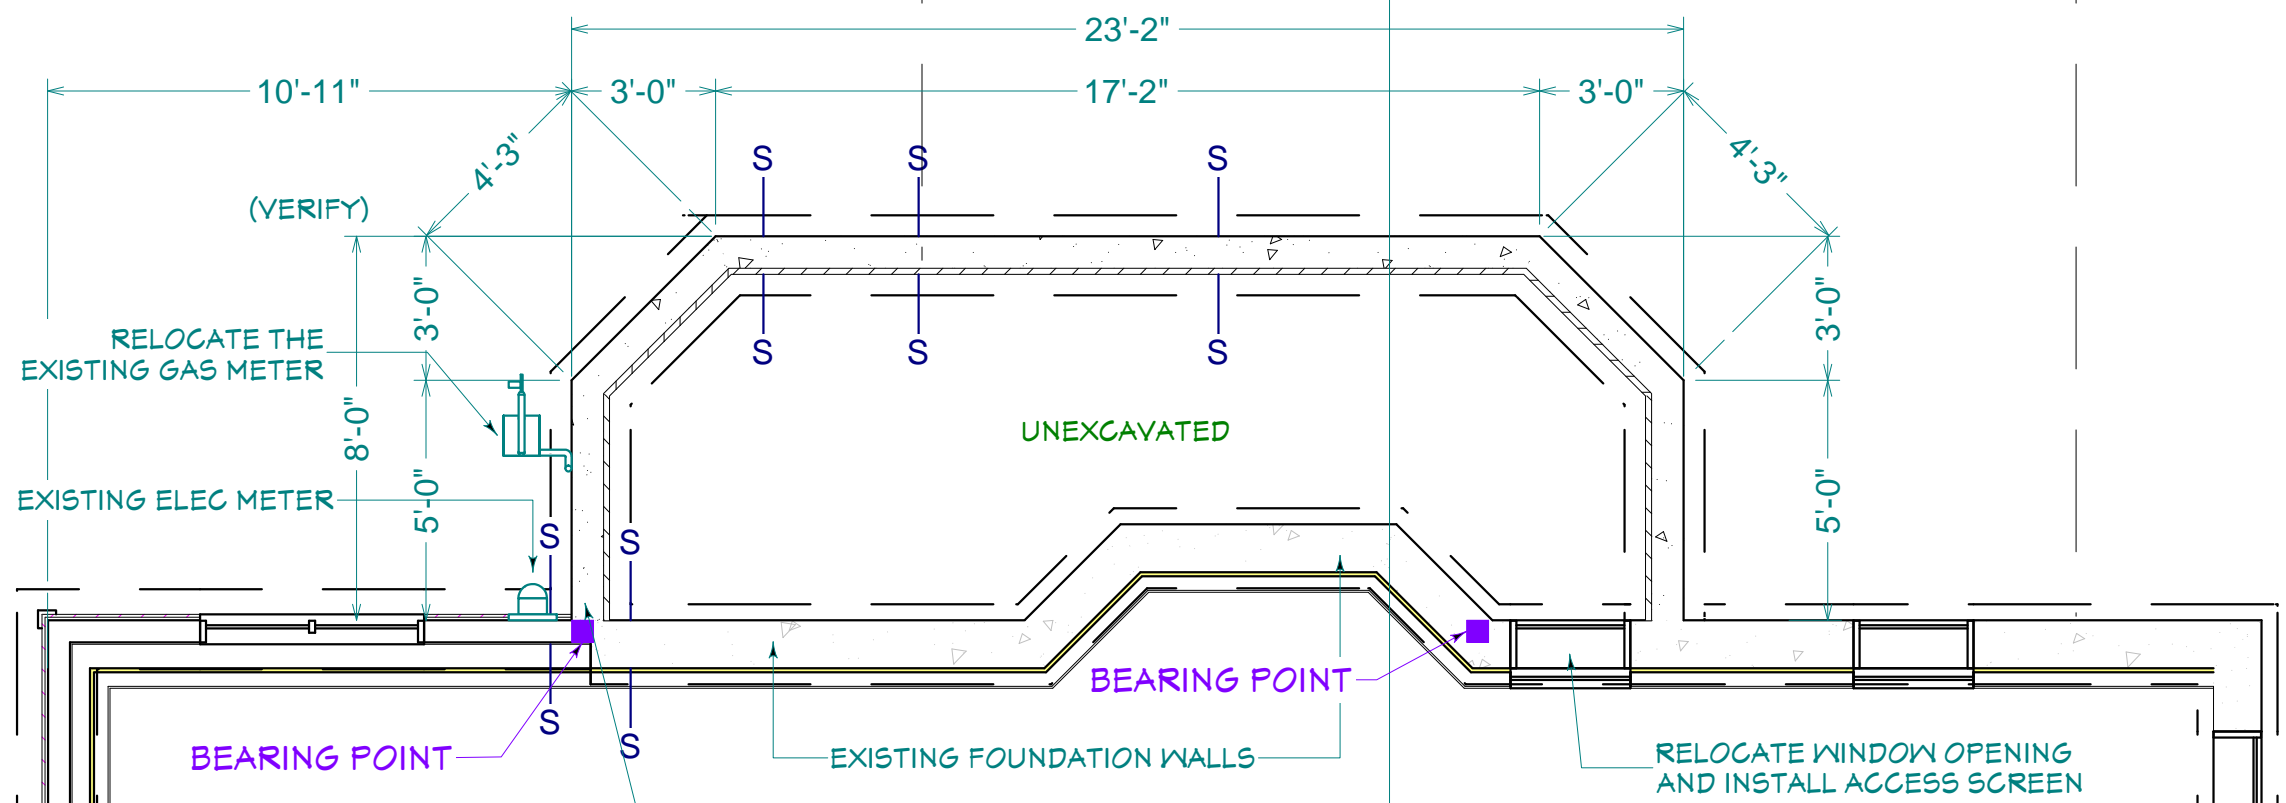 23'-2"
10'-11"
3'-0"
17'-2"
3'-0"
4'-3"
4'-3"
S
S
S
(VERIFY)
3'-0"
3'-0"
RELOCATE THE
EXISTING GAS METER
S
S
S
8'-0"
UNEXCAVATED
5'-0"
5'-0"
EXISTING ELEC METER
S
S
BEARING POINT
S
S
BEARING POINT
EXISTING FOUNDATION WALLS
RELOCATE WINDOW OPENING
AND INSTALL ACCESS SCREEN